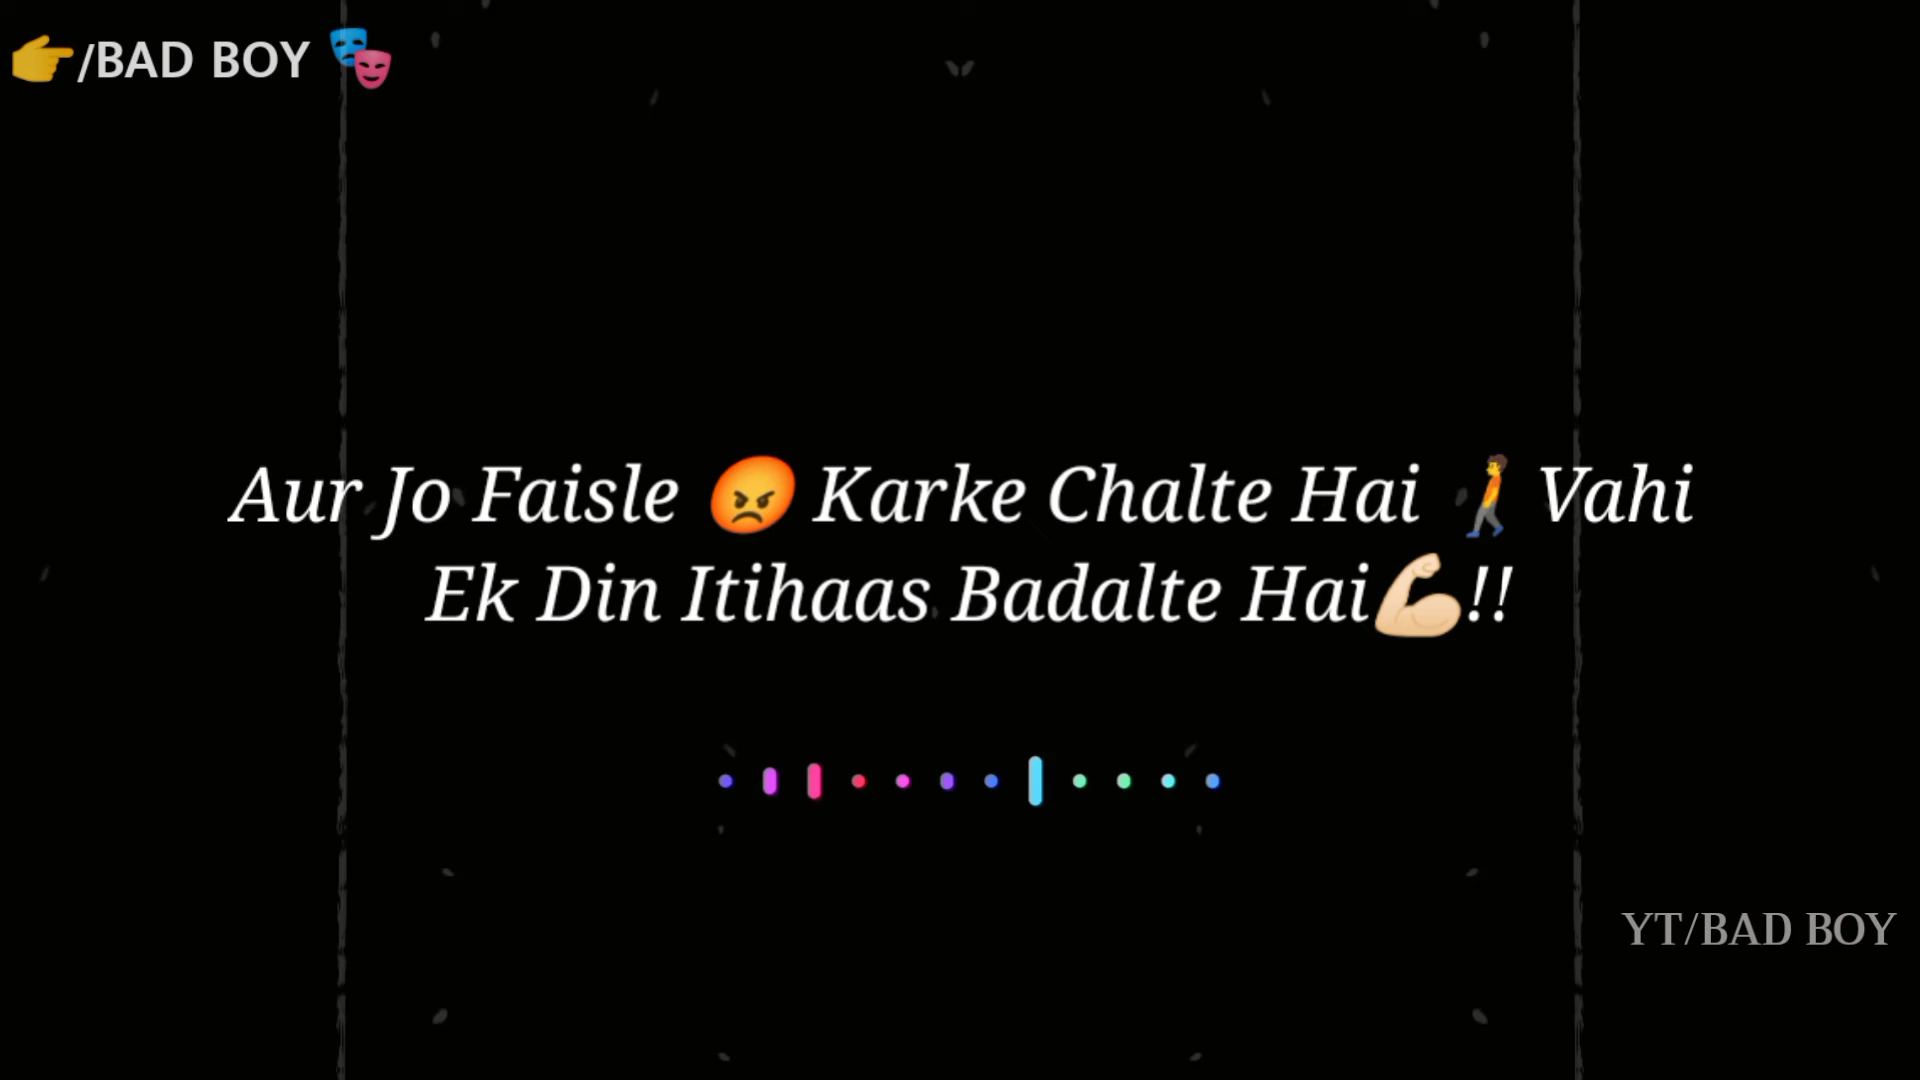 👉/BAD BOY 🎭
Aur Jo Faisle 😡 Karke Chalte Hai 🚶 Vahi
Ek Din Itihaas Badalte Hai💪🏻!!
YT/BAD BOY